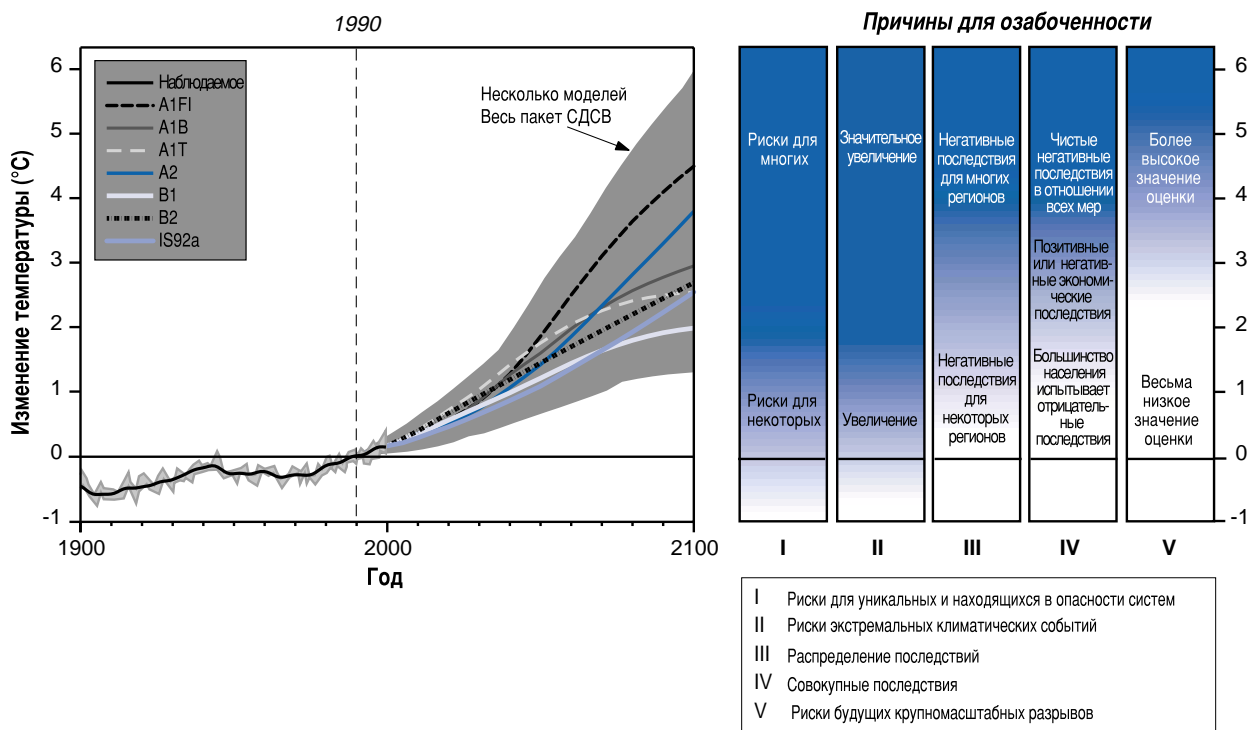 1990
Причины для озабоченности
6
5
4
3
2
1
0
-1
Изменение температуры (°C)
Наблюдаемое
A1FI
A1B
A1T
A2
B1
B2
IS92a
Несколько моделей
Весь пакет СДСВ
1900
2000
2100
Год
Риски для
многих
Риски для
некоторых
Значительное
увеличение
Увеличение
Негативные
последствия
для многих
регионов
Негативные
последствия
для
некоторых
регионов
Чистые
негативные
последствия
в отношении
всех мер
Позитивные
или негатив-
ные экономи-
ческие
последствия
Большинство
населения
испытывает
отрицатель-
ные
последствия
Более
высокое
значение
оценки
Весьма
низкое
значение
оценки
6
5
4
3
2
1
0
-1
I
II
III
IV
V
I Риски для уникальных и находящихся в опасности систем
II Риски экстремальных климатических событий
III Распределение последствий
IV Совокупные последствия
V Риски будущих крупномасштабных разрывов